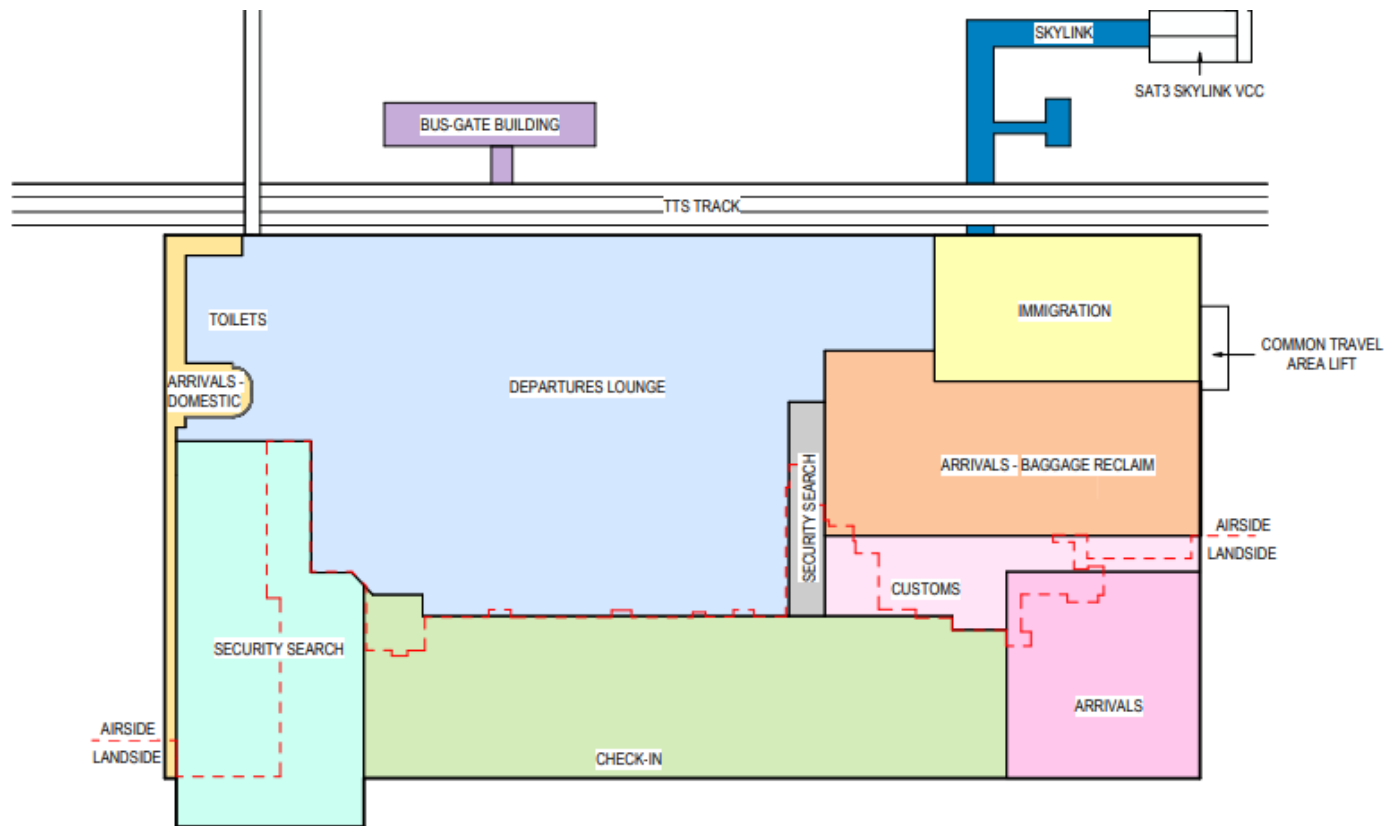 SKYLINK
SAT3 SKYLINK VCC
BUS-GATE BUILDING
TTS TRACK
IMMIGRATION
TOILETS
COMMON TRAVEL
AREA LIFT
ARRIVALS -
DOMESTIC
DEPARTURES LOUNGE
SECURITY SEARCH
ARRIVALS - BAGGAGE RECLAIM
AIRSIDE
LANDSIDE
CUSTOMS
SECURITY SEARCH
ARRIVALS
AIRSIDE
LANDSIDE
CHECK-IN